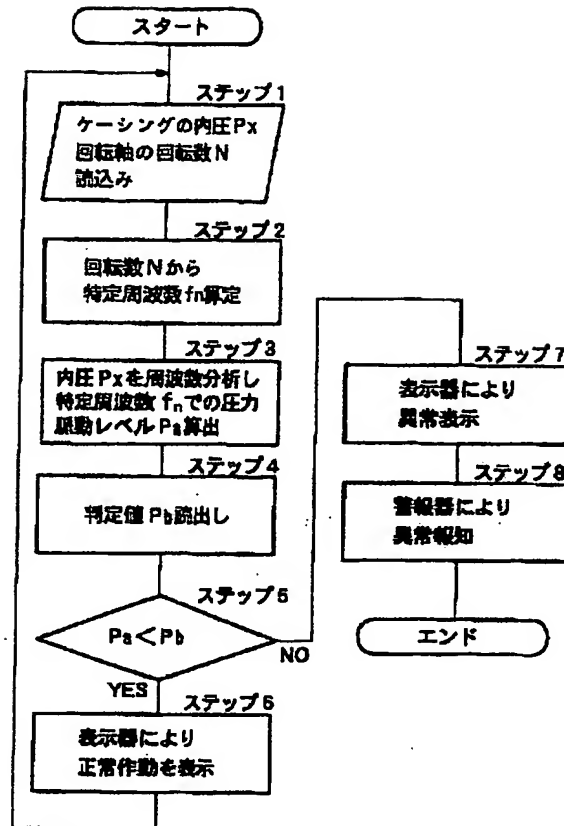 スタート
ステップ1
ケーシングの内圧Px
回転軸の回転数N
読込み
ステップ2
回転数Nから
特定周波数fn算定
ステップ3
内圧Pxを周波数分析し
特定周波数fnでの圧力
脈動レベルPa算出
ステップ4
判定値Pb読出し
ステップ5
Pa<Pb
NO
YES
ステップ6
表示器により
正常作動を表示
ステップ7
表示器により
異常表示
ステップ8
警報器により
異常報知
エンド